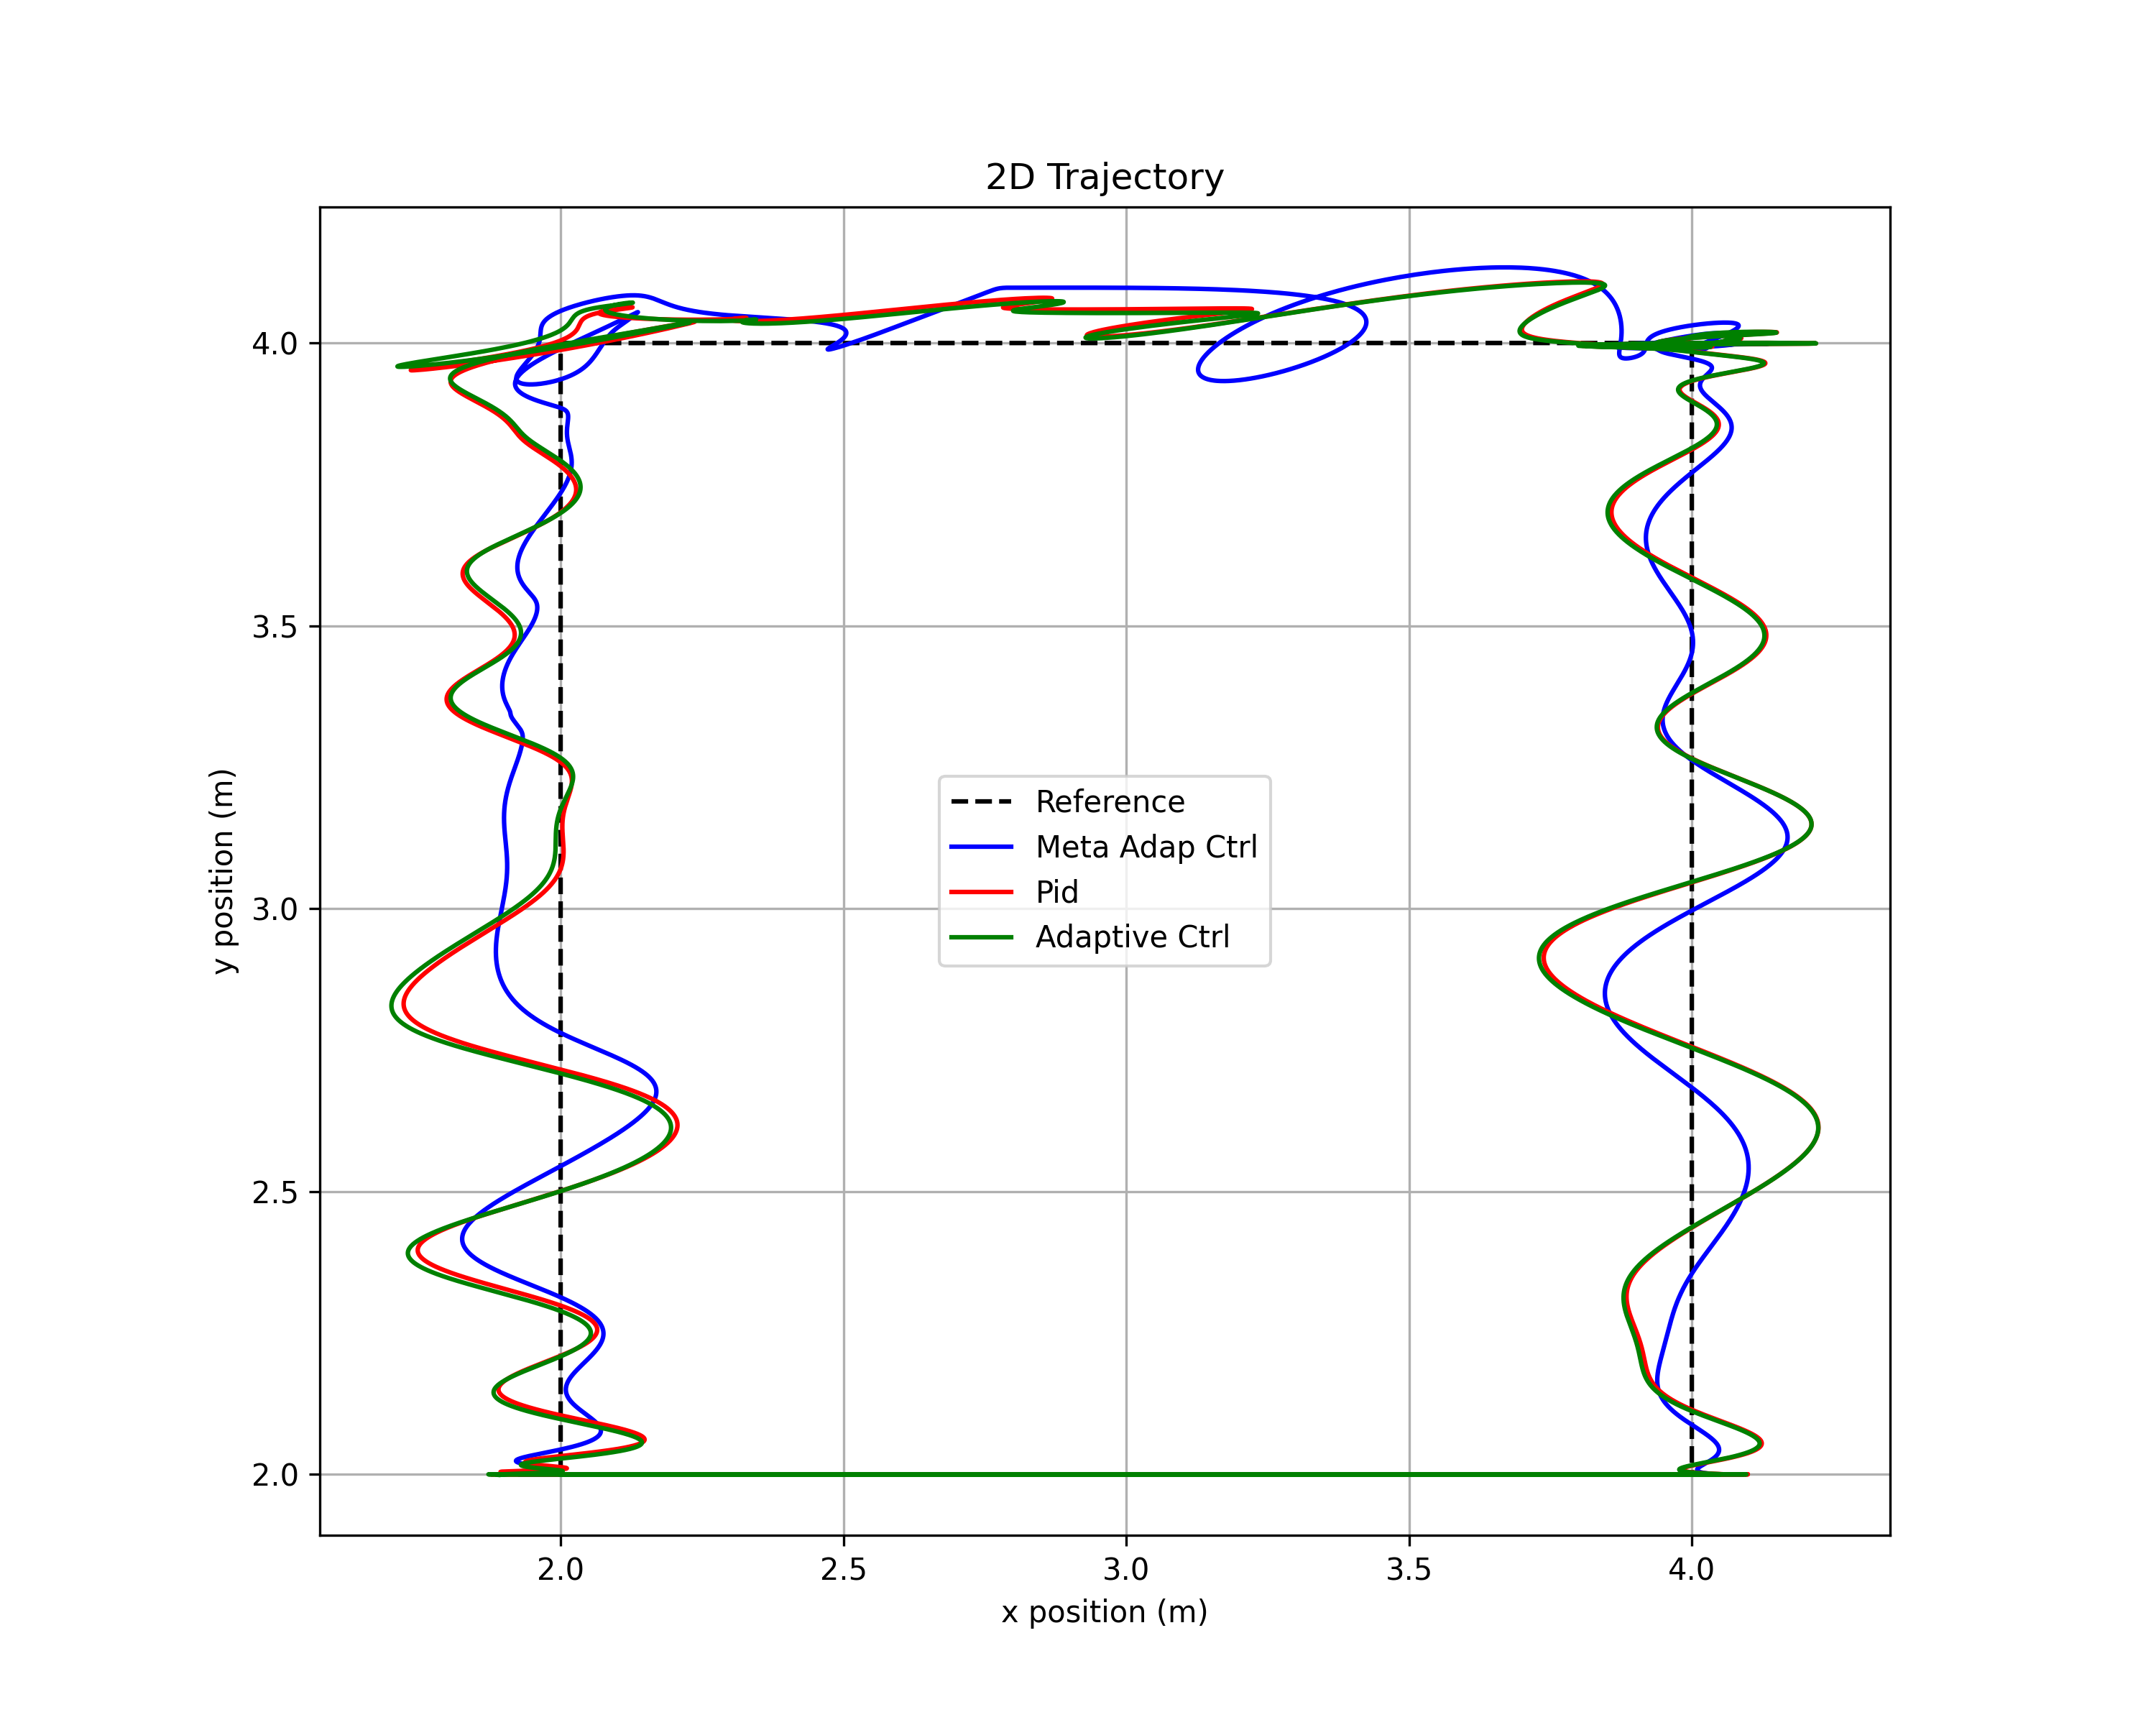 2D Trajectory
4.0
3.5
3.0
2.5
2.0
y position (m)
Reference
Meta Adap Ctrl
Pid
Adaptive Ctrl
2.0 2.5 3.0 3.5 4.0
x position (m)